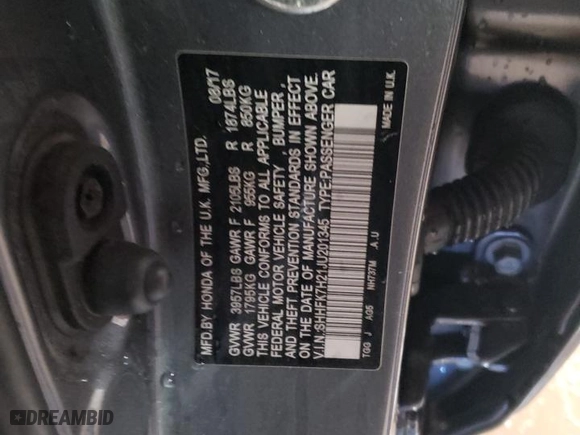 MFD.BY HONDA OF THE U.K. MFG.,LTD. 08/17
GVWR 3957LBS GAWR F 2105LBS R 1874LBS
GVWR 1795KG GAWR F 955KG R 850KG
THIS VEHICLE CONFORMS TO ALL APPLICABLE
FEDERAL MOTOR VEHICLE SAFETY , BUMPER ,
AND THEFT PREVENTION STANDARDS IN EFFECT
ON THE DATE OF MANUFACTURE SHOWN ABOVE.
V.I.N.:SHHFK7H21JU201345 TYPE:PASSENGER CAR
TGG J AG5 NH737M A.U MADE IN U.K.
DREAMBID